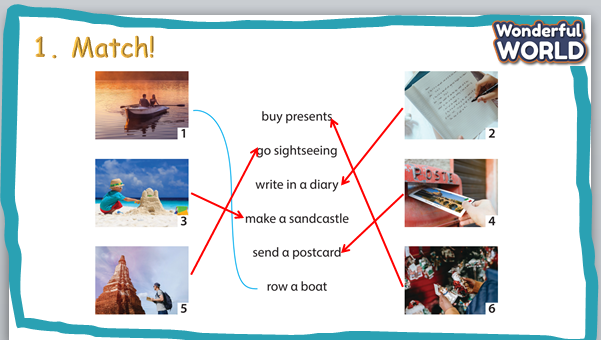 1. Match!
Wonderful
WORLD
1
buy presents
2
go sightseeing
write in a diary
3
make a sandcastle
POST
4
send a postcard
5
row a boat
6